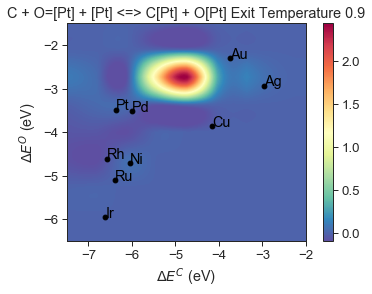 C + O=[Pt] + [Pt] <=> C[Pt] + O[Pt] Exit Temperature 0.9
−2
−3
−4
−5
−6
ΔE^O (eV)
Au
Ag
Pt
Pd
Cu
Rh
Ni
Ru
Ir
−7
−6
−5
−4
−3
−2
ΔE^C (eV)
2.0
1.5
1.0
0.5
0.0